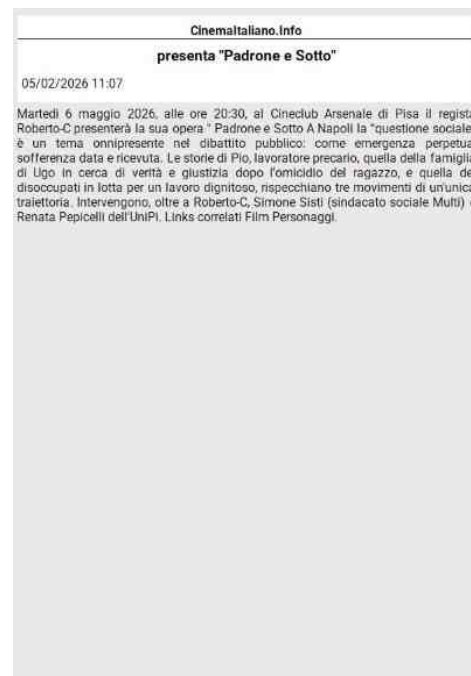 CinemaItaliano.Info
presenta "Padrone e Sotto"
05/02/2026 11:07
Martedì 6 maggio 2026, alle ore 20:30, al Cineclub Arsenale di Pisa il regista
Roberto-C presenterà la sua opera " Padrone e Sotto A Napoli la "questione sociale"
è un tema onnipresente nel dibattito pubblico: come emergenza perpetua,
sofferenza data e ricevuta. Le storie di Pio, lavoratore precario, quella della famiglia
di Ugo in cerca di verità e giustizia dopo l'omicidio del ragazzo, e quella dei
disoccupati in lotta per un lavoro dignitoso, rispecchiano tre movimenti di un'unica
traiettoria. Intervengono, oltre a Roberto-C, Simone Sisti (sindacato sociale Multi) e
Renata Pepicelli dell'UniPi. Links correlati Film Personaggi.